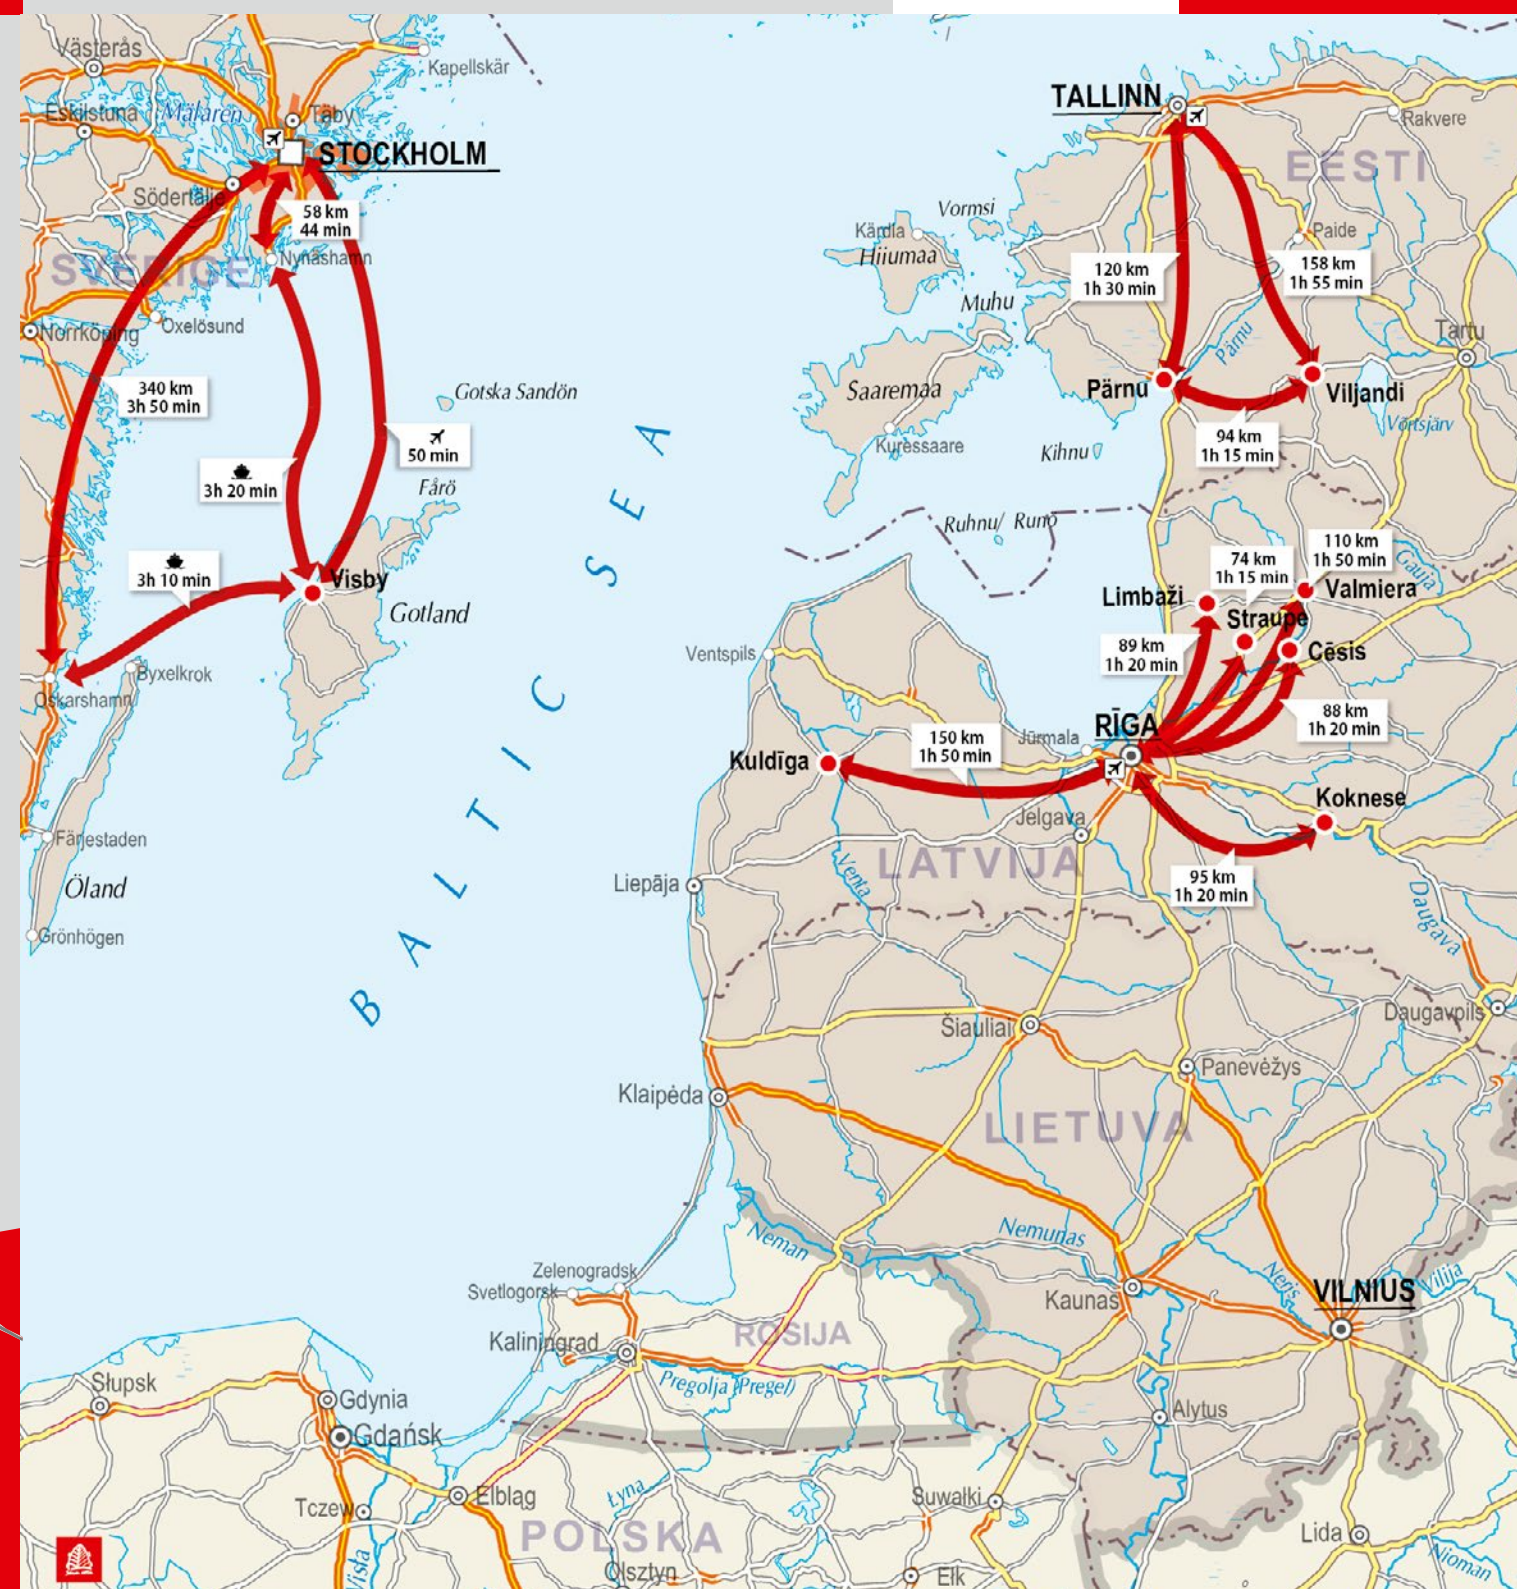 Västerås
Kapellskär
Eskilstuna
Mälaren
Täby
STOCKHOLM
Södertälje
58 km
44 min
Nynäshamn
SVERIGE
Norrköping
Oxelösund
340 km
3h 50 min
Gotska Sandön
50 min
3h 20 min
Fårö
3h 10 min
Visby
Gotland
Byxelkrok
Oskarshamn
Färjestaden
Öland
Grönhögen
BALTIC SEA
TALLINN
Rakvere
EESTI
Vormsi
Kärdla
Hiiumaa
Paide
120 km
1h 30 min
158 km
1h 55 min
Muhu
Pärnu
Tartu
Saaremaa
Pärnu
Viljandi
Võrtsjärv
94 km
1h 15 min
Kuressaare
Kihnu
Ruhnu/ Runö
110 km
1h 50 min
74 km
1h 15 min
Gauja
Limbaži
Valmiera
Straupe
89 km
1h 20 min
Cēsis
Ventspils
88 km
1h 20 min
RĪGA
150 km
1h 50 min
Jūrmala
Kuldīga
Koknese
Jelgava
LATVIJA
Venta
95 km
1h 20 min
Liepāja
Daugava
Šiauliai
Daugavpils
Panevėžys
Klaipėda
LIETUVA
Neman
Nemunas
Neris
Vilija
VILNIUS
Zelenogradsk
Svetlogorsk
Kaunas
Kaliningrad
ROSIJA
Pregolja (Pregel)
Słupsk
Gdynia
Gdańsk
Alytus
Elbląg
Łyna
Suwałki
Tczew
POLSKA
Lida
Wisła
Olsztyn
Ełk
Nioman